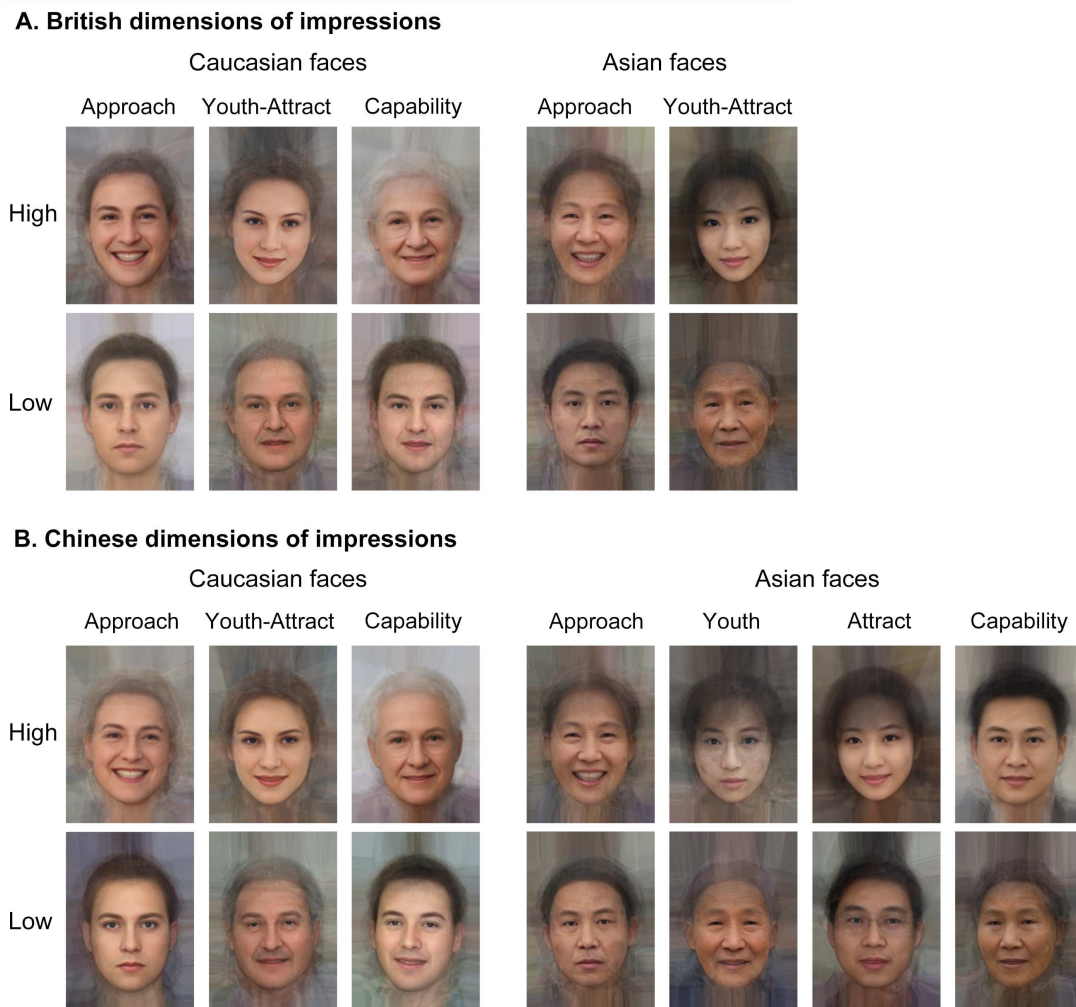 A. British dimensions of impressions
Caucasian faces Asian faces
Approach Youth-Attract Capability Approach Youth-Attract
High
Low
B. Chinese dimensions of impressions
Caucasian faces Asian faces
Approach Youth-Attract Capability Approach Youth Attract Capability
High
Low